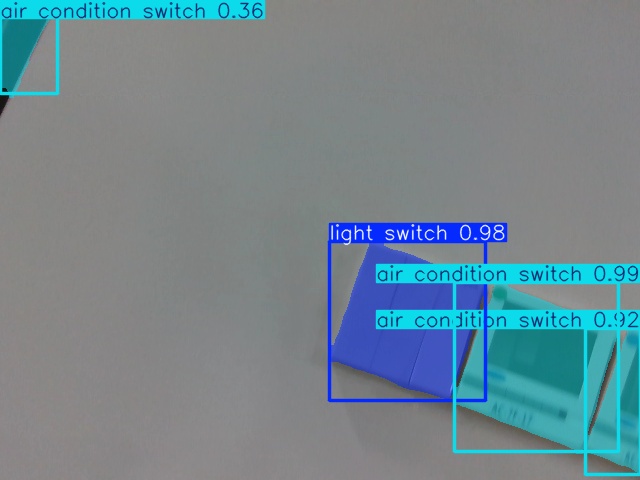 air condition switch 0.36
light switch 0.98
air condition switch 0.99
air condition switch 0.92